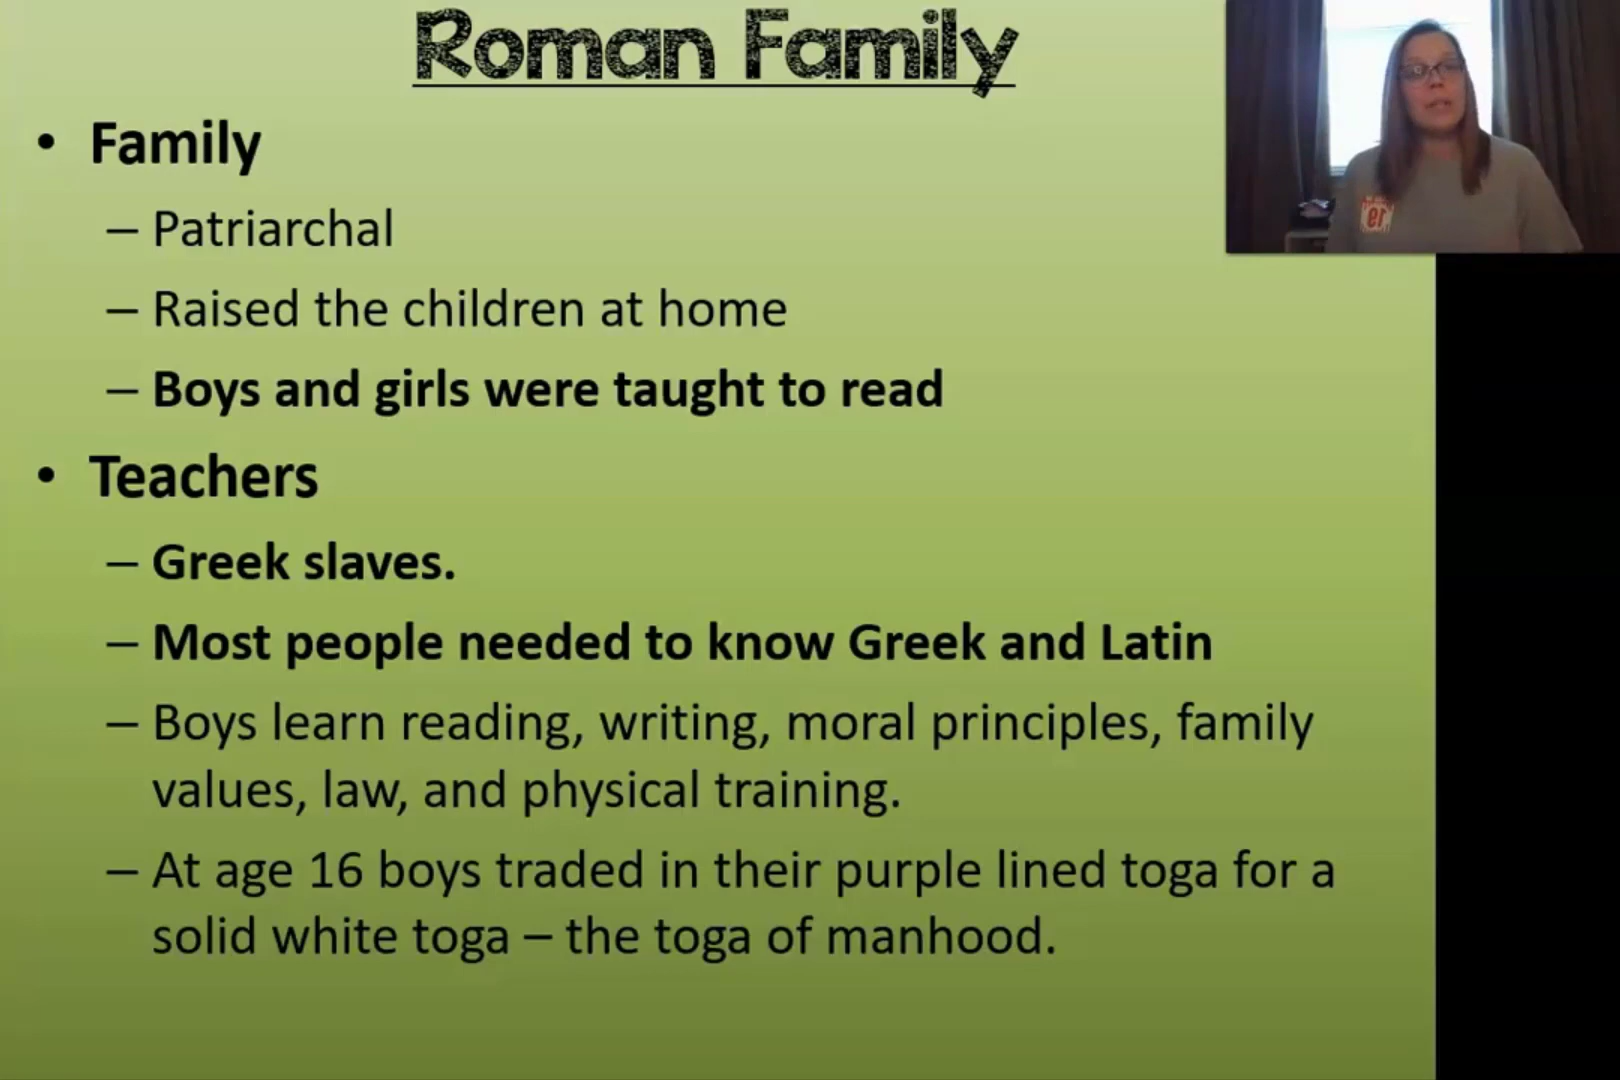 Roman Family
• Family
– Patriarchal
– Raised the children at home
– Boys and girls were taught to read
• Teachers
– Greek slaves.
– Most people needed to know Greek and Latin
– Boys learn reading, writing, moral principles, family
values, law, and physical training.
– At age 16 boys traded in their purple lined toga for a
solid white toga – the toga of manhood.
19